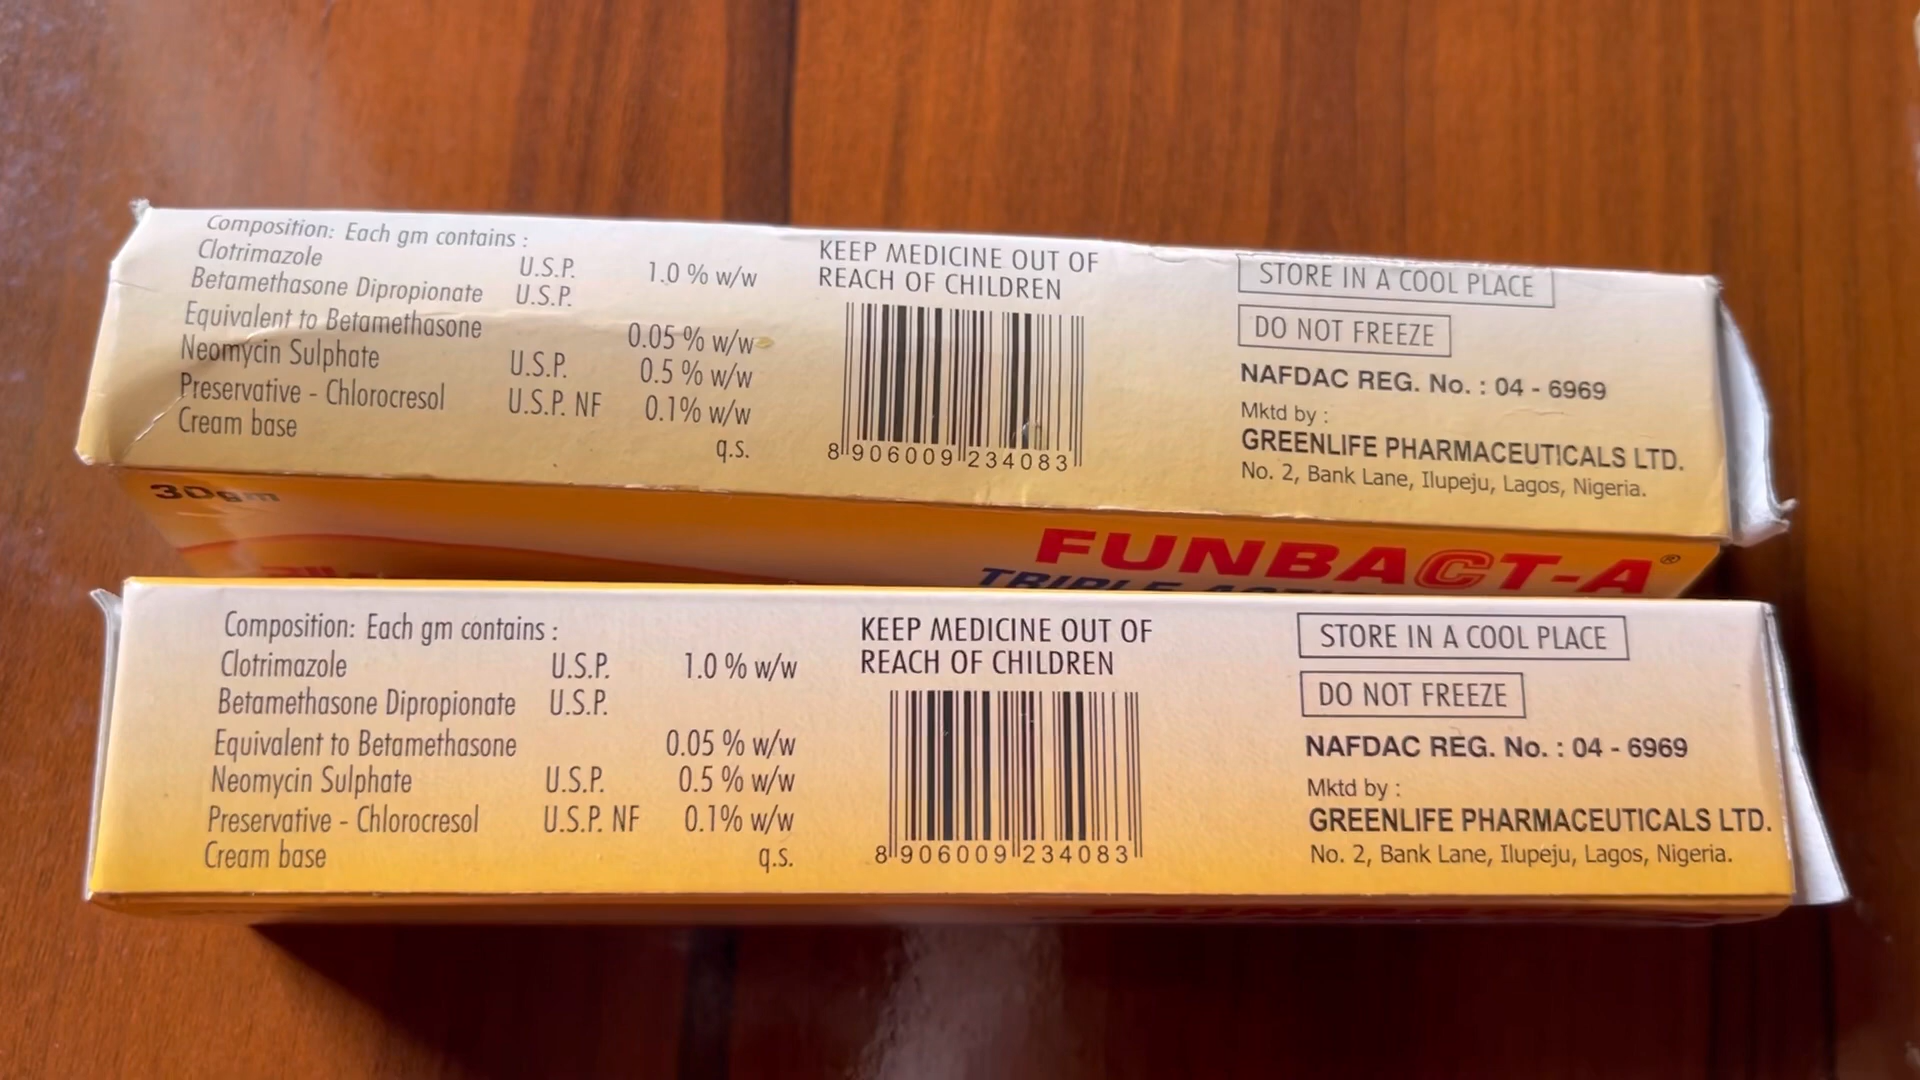 Composition: Each gm contains :
Clotrimazole U.S.P. 1.0 % w/w
Betamethasone Dipropionate U.S.P.
Equivalent to Betamethasone 0.05 % w/w
Neomycin Sulphate U.S.P. 0.5 % w/w
Preservative - Chlorocresol U.S.P. NF 0.1% w/w
Cream base q.s.
KEEP MEDICINE OUT OF
REACH OF CHILDREN
8 906009 234083
STORE IN A COOL PLACE
DO NOT FREEZE
NAFDAC REG. No. : 04 - 6969
Mktd by :
GREENLIFE PHARMACEUTICALS LTD.
No. 2, Bank Lane, Ilupeju, Lagos, Nigeria.
30gm
FUNBACT-A®
TRIPLE
Composition: Each gm contains :
Clotrimazole U.S.P. 1.0 % w/w
Betamethasone Dipropionate U.S.P.
Equivalent to Betamethasone 0.05 % w/w
Neomycin Sulphate U.S.P. 0.5 % w/w
Preservative - Chlorocresol U.S.P. NF 0.1% w/w
Cream base q.s.
KEEP MEDICINE OUT OF
REACH OF CHILDREN
8 906009 234083
STORE IN A COOL PLACE
DO NOT FREEZE
NAFDAC REG. No. : 04 - 6969
Mktd by :
GREENLIFE PHARMACEUTICALS LTD.
No. 2, Bank Lane, Ilupeju, Lagos, Nigeria.